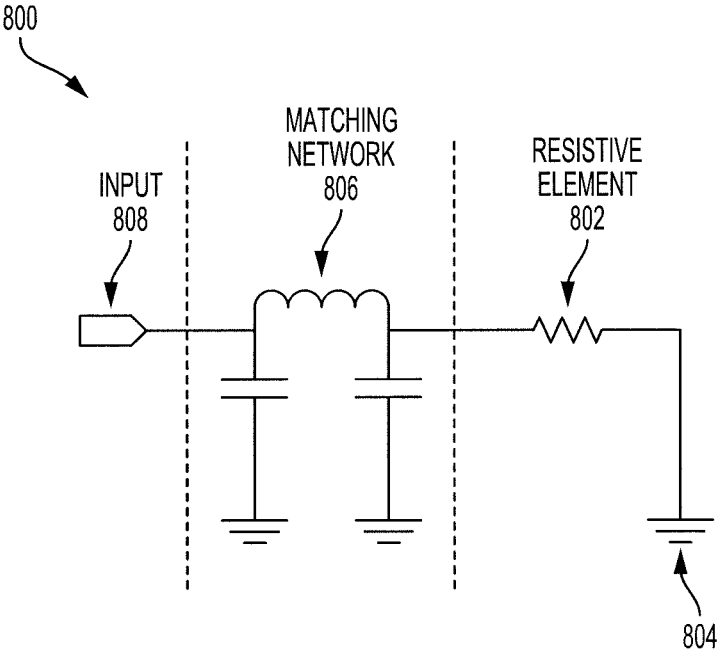 800
MATCHING
NETWORK
806
INPUT
808
RESISTIVE
ELEMENT
802
804